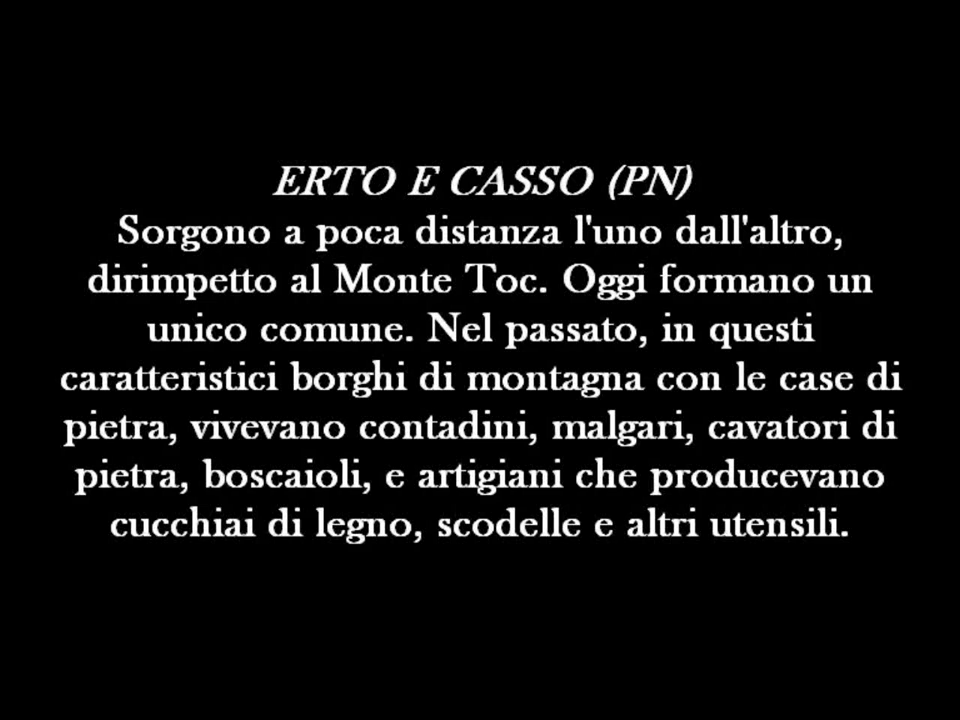 ERTO E CASSO (PN)
Sorgono a poca distanza l'uno dall'altro,
dirimpetto al Monte Toc. Oggi formano un
unico comune. Nel passato, in questi
caratteristici borghi di montagna con le case di
pietra, vivevano contadini, malgari, cavatori di
pietra, boscaioli, e artigiani che producevano
cucchiai di legno, scodelle e altri utensili.